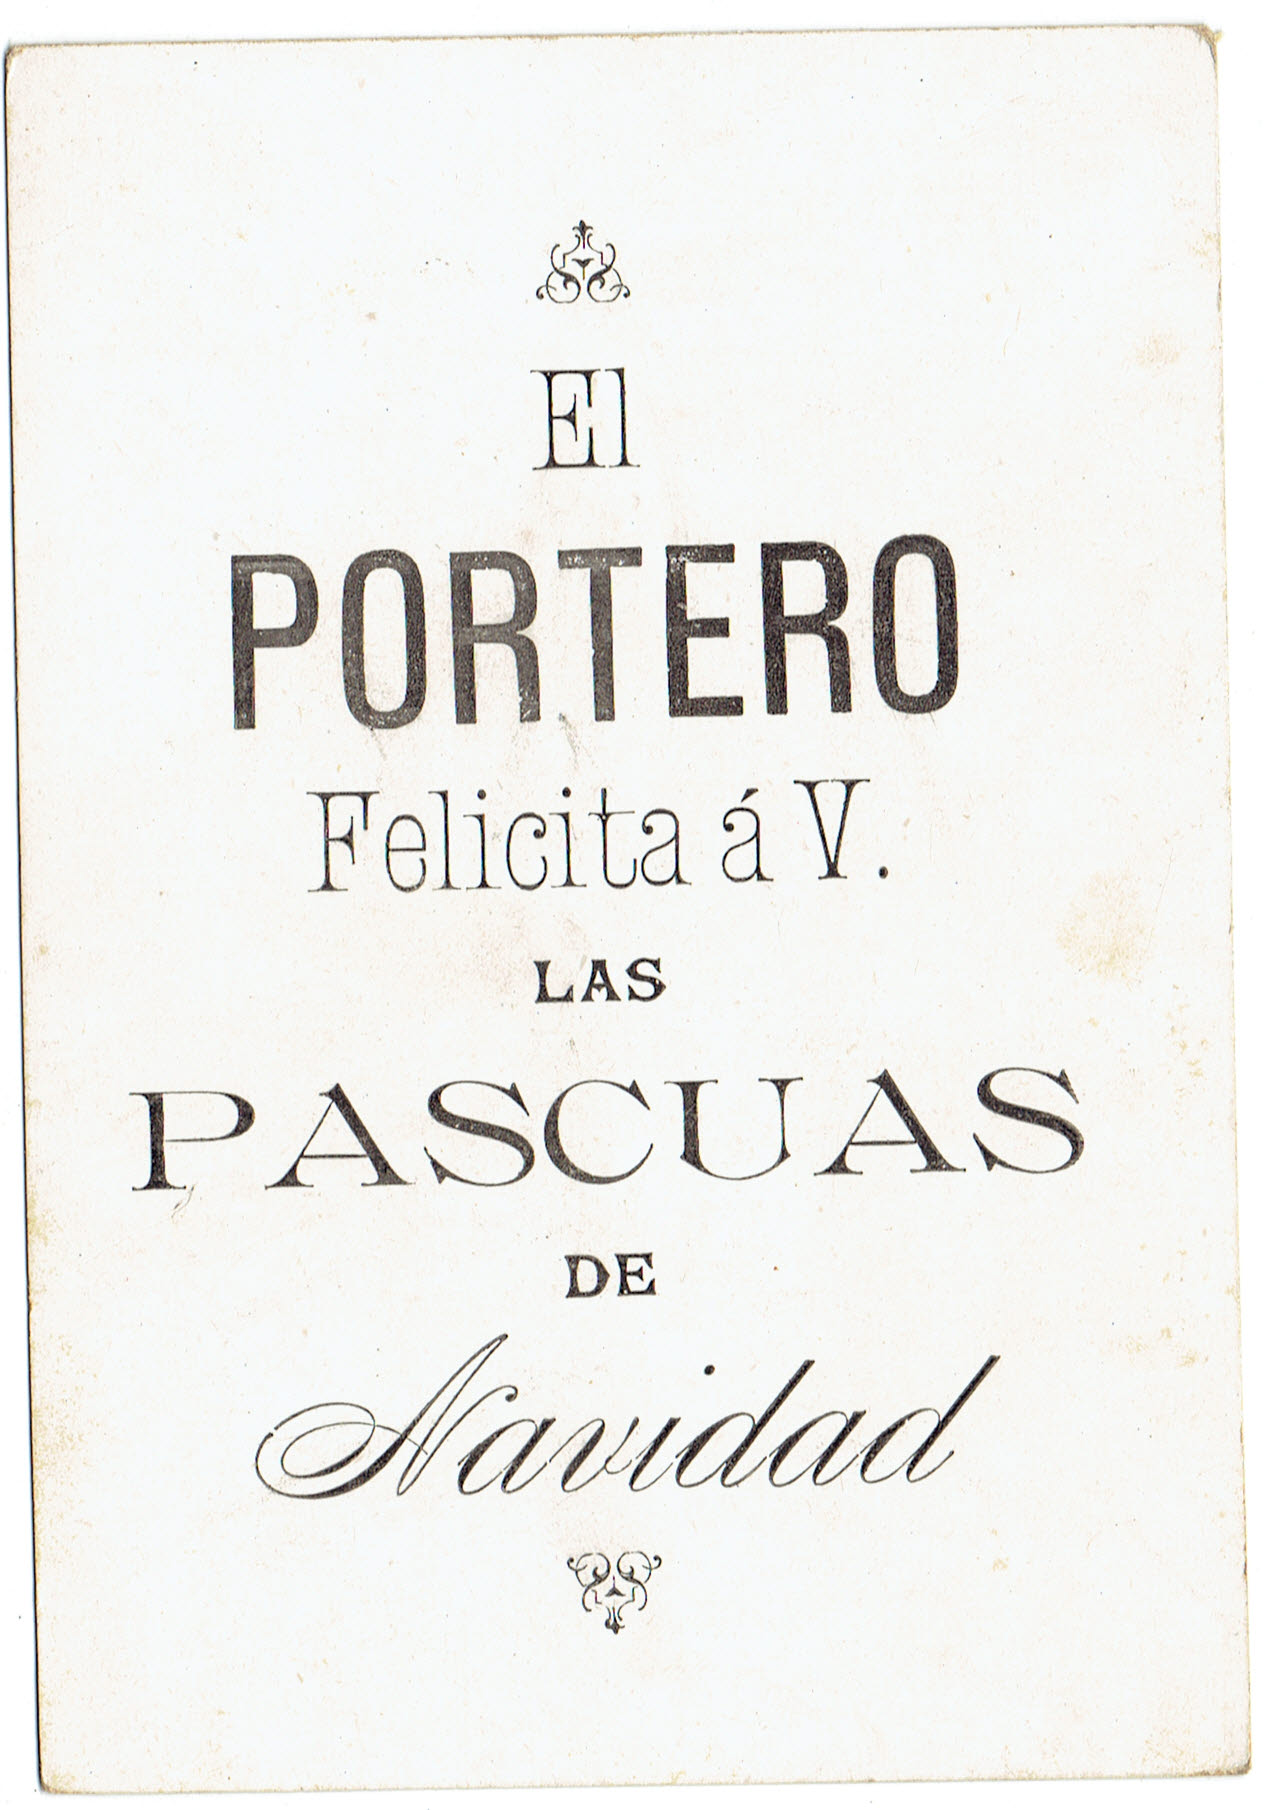 El
PORTERO
Felicita á V.
LAS
PASCUAS
DE
Navidad